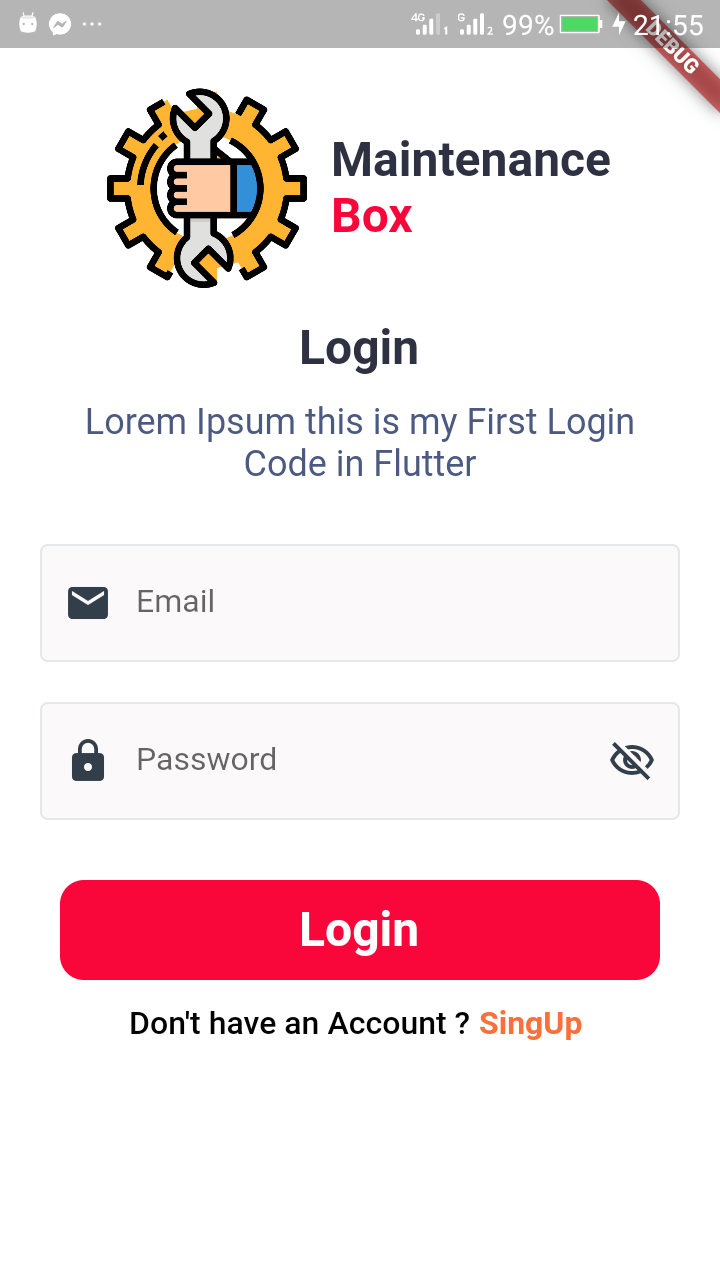 4G 1 G 2 99% 21:55
DEBUG
Maintenance
Box
Login
Lorem Ipsum this is my First Login
Code in Flutter
Email
Password
Login
Don't have an Account ? SingUp